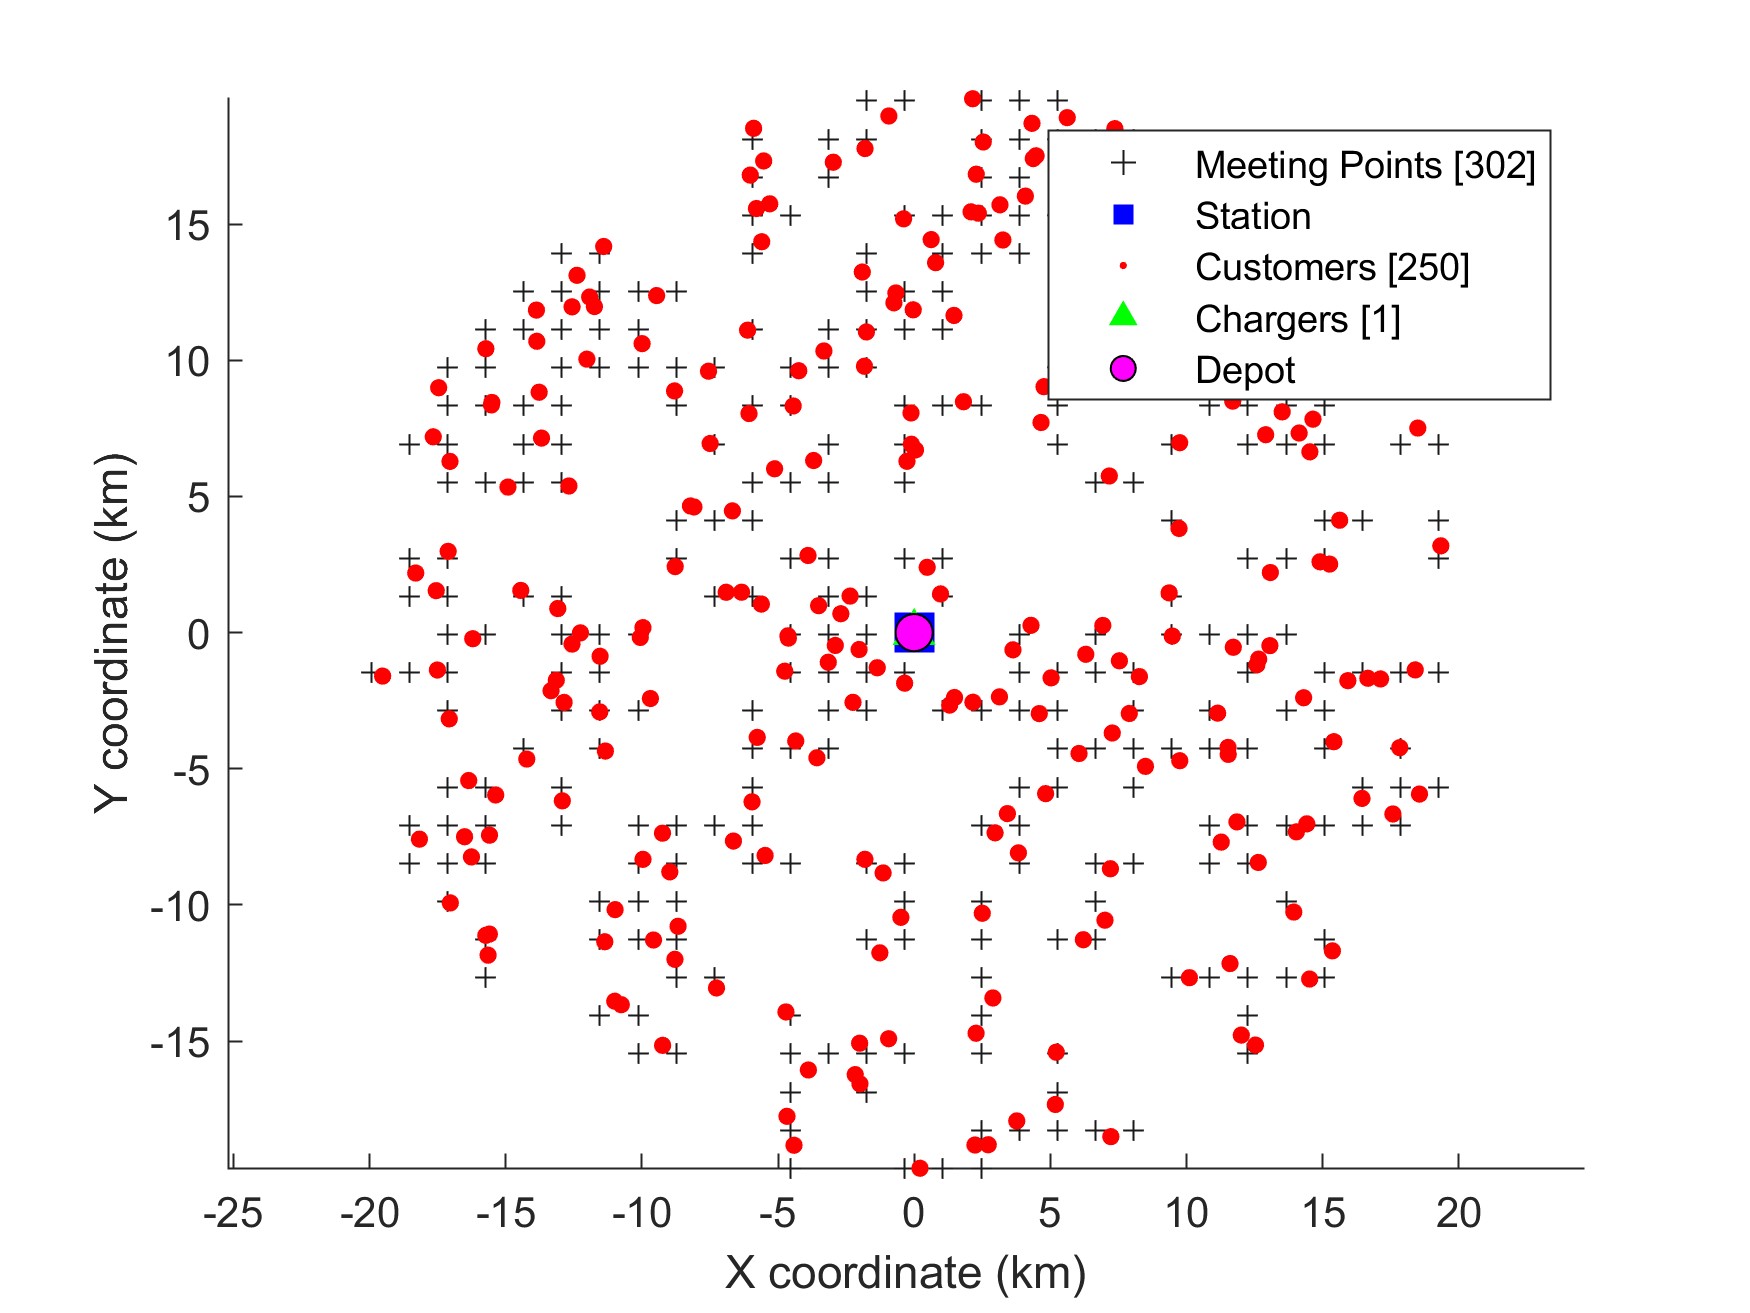 Meeting Points [302]
Station
Customers [250]
Chargers [1]
Depot
15
10
5
0
-5
-10
-15
Y coordinate (km)
-25 -20 -15 -10 -5 0 5 10 15 20
X coordinate (km)